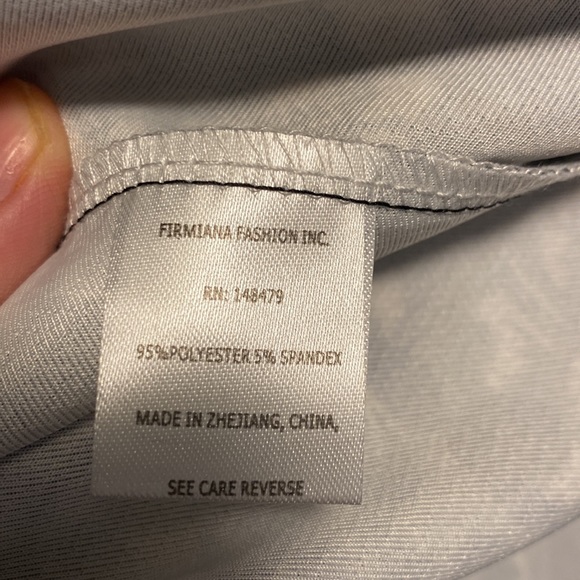 FIRMIANA FASHION INC.
RN: 148479
95%POLYESTER 5% SPANDEX
MADE IN ZHEJIANG, CHINA,
SEE CARE REVERSE